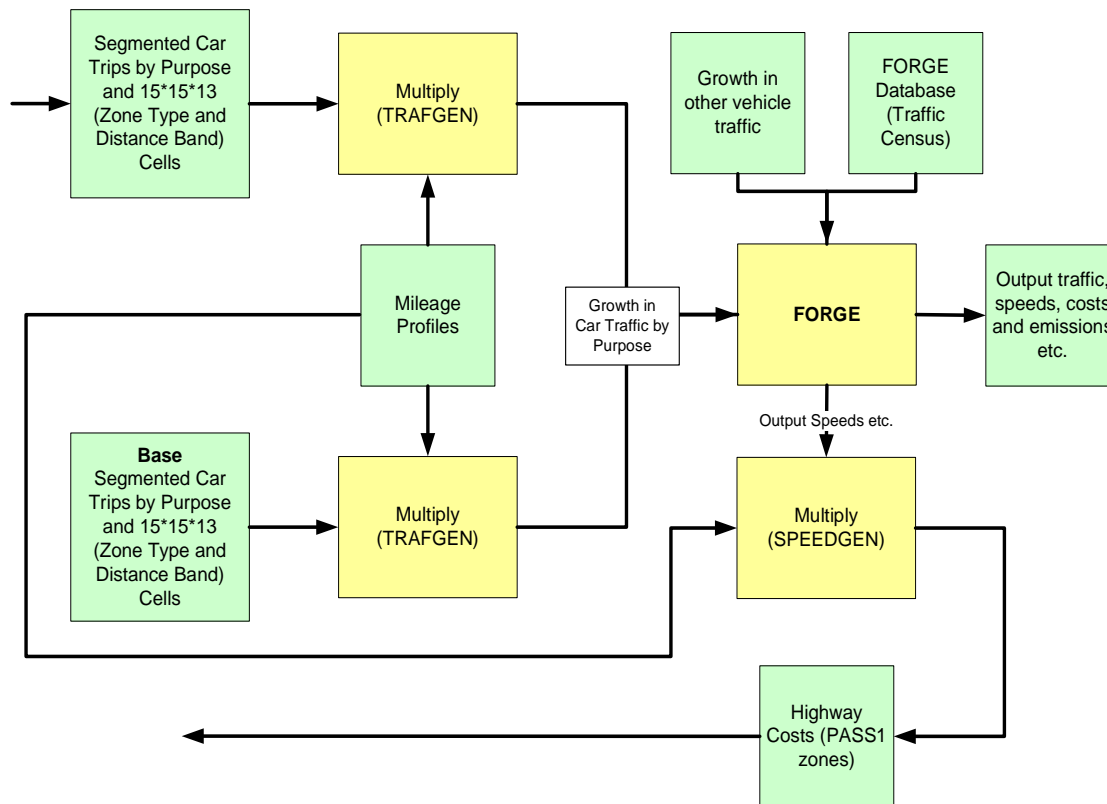 Segmented Car
Trips by Purpose
and 15*15*13
(Zone Type and
Distance Band)
Cells
Multiply
(TRAFGEN)
Growth in
other vehicle
traffic
FORGE
Database
(Traffic
Census)
Mileage
Profiles
Growth in
Car Traffic by
Purpose
FORGE
Output traffic,
speeds, costs
and emissions
etc.
Output Speeds etc.
Base
Segmented Car
Trips by Purpose
and 15*15*13
(Zone Type and
Distance Band)
Cells
Multiply
(TRAFGEN)
Multiply
(SPEEDGEN)
Highway
Costs (PASS1
zones)